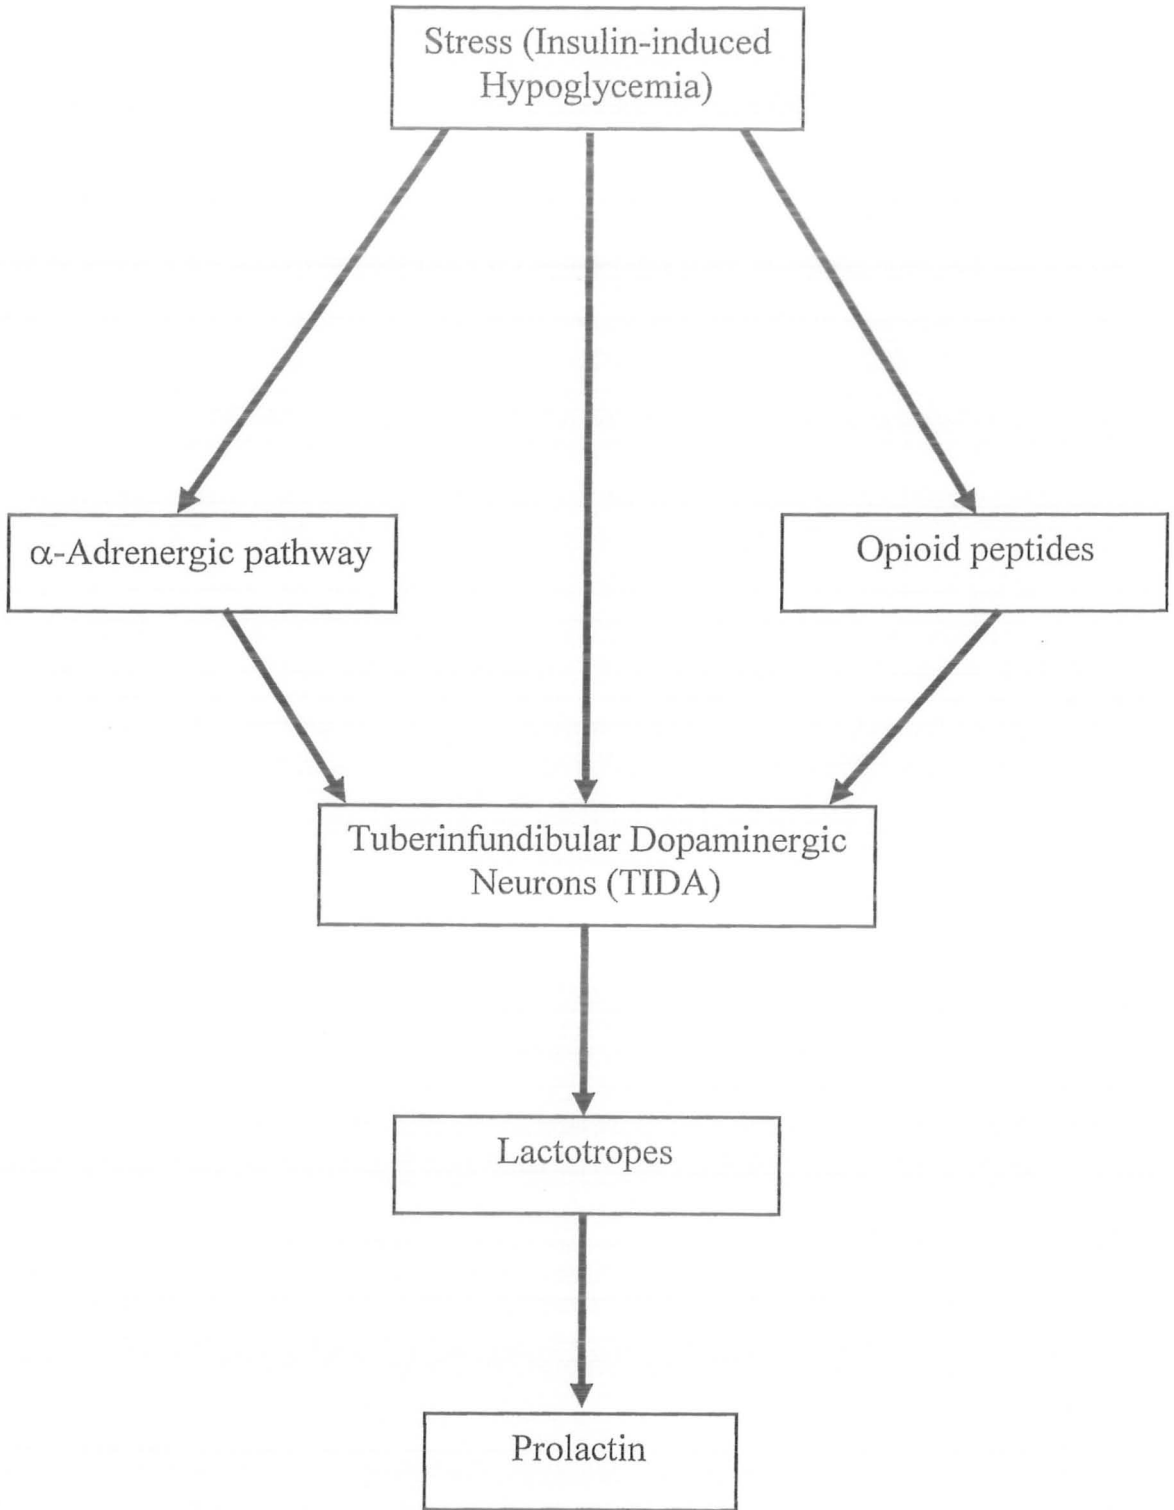 Stress (Insulin-induced
Hypoglycemia)
α-Adrenergic pathway
Opioid peptides
Tuberinfundibular Dopaminergic
Neurons (TIDA)
Lactotropes
Prolactin